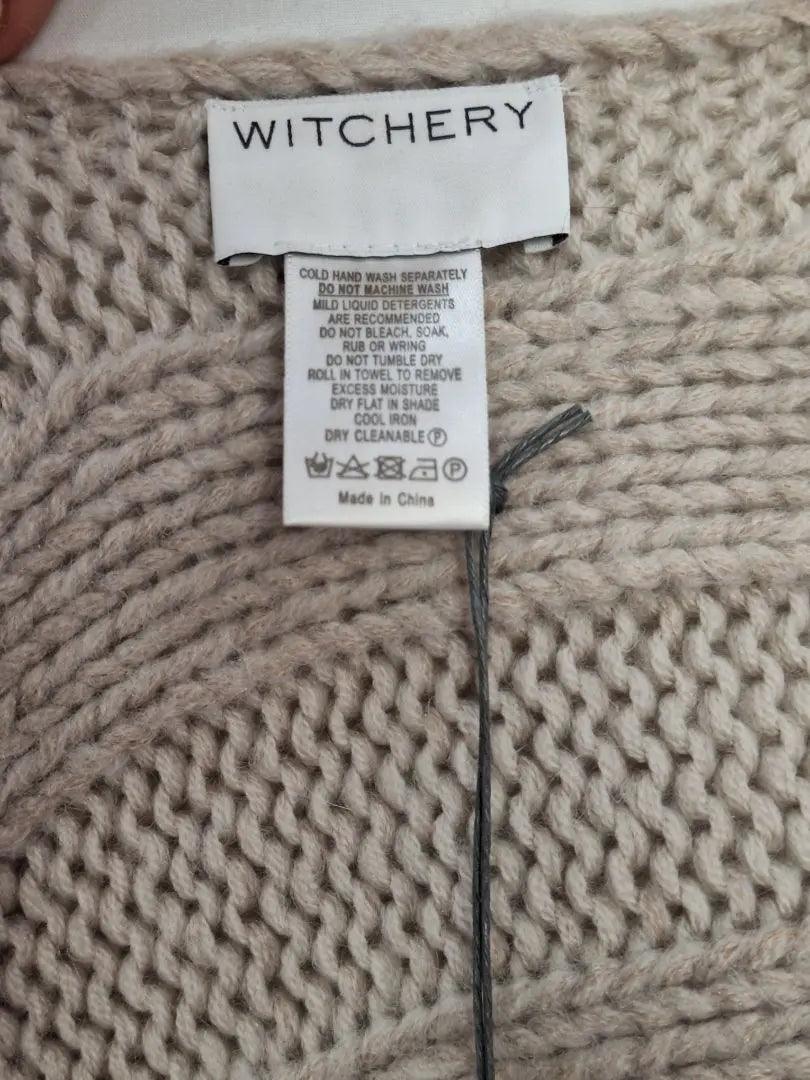 WITCHERY
COLD HAND WASH SEPARATELY
DO NOT MACHINE WASH
MILD LIQUID DETERGENTS
ARE RECOMMENDED
DO NOT BLEACH, SOAK,
RUB OR WRING
DO NOT TUMBLE DRY
ROLL IN TOWEL TO REMOVE
EXCESS MOISTURE
DRY FLAT IN SHADE
COOL IRON
DRY CLEANABLE Ⓟ
Ⓟ
Made in China